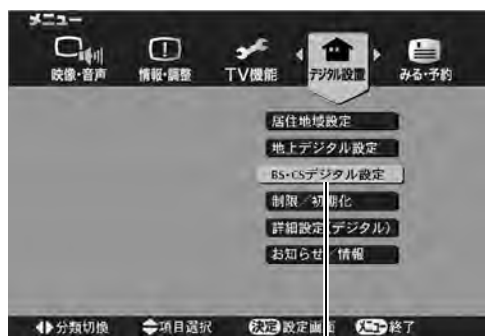 メニュー
映像・音声 情報・調整 TV機能 デジタル設置 みる・予約
居住地域設定
地上デジタル設定
BS・CSデジタル設定
制限／初期化
詳細設定(デジタル)
お知らせ／情報
分類切換 項目選択 決定 設定画面 メニュー 終了